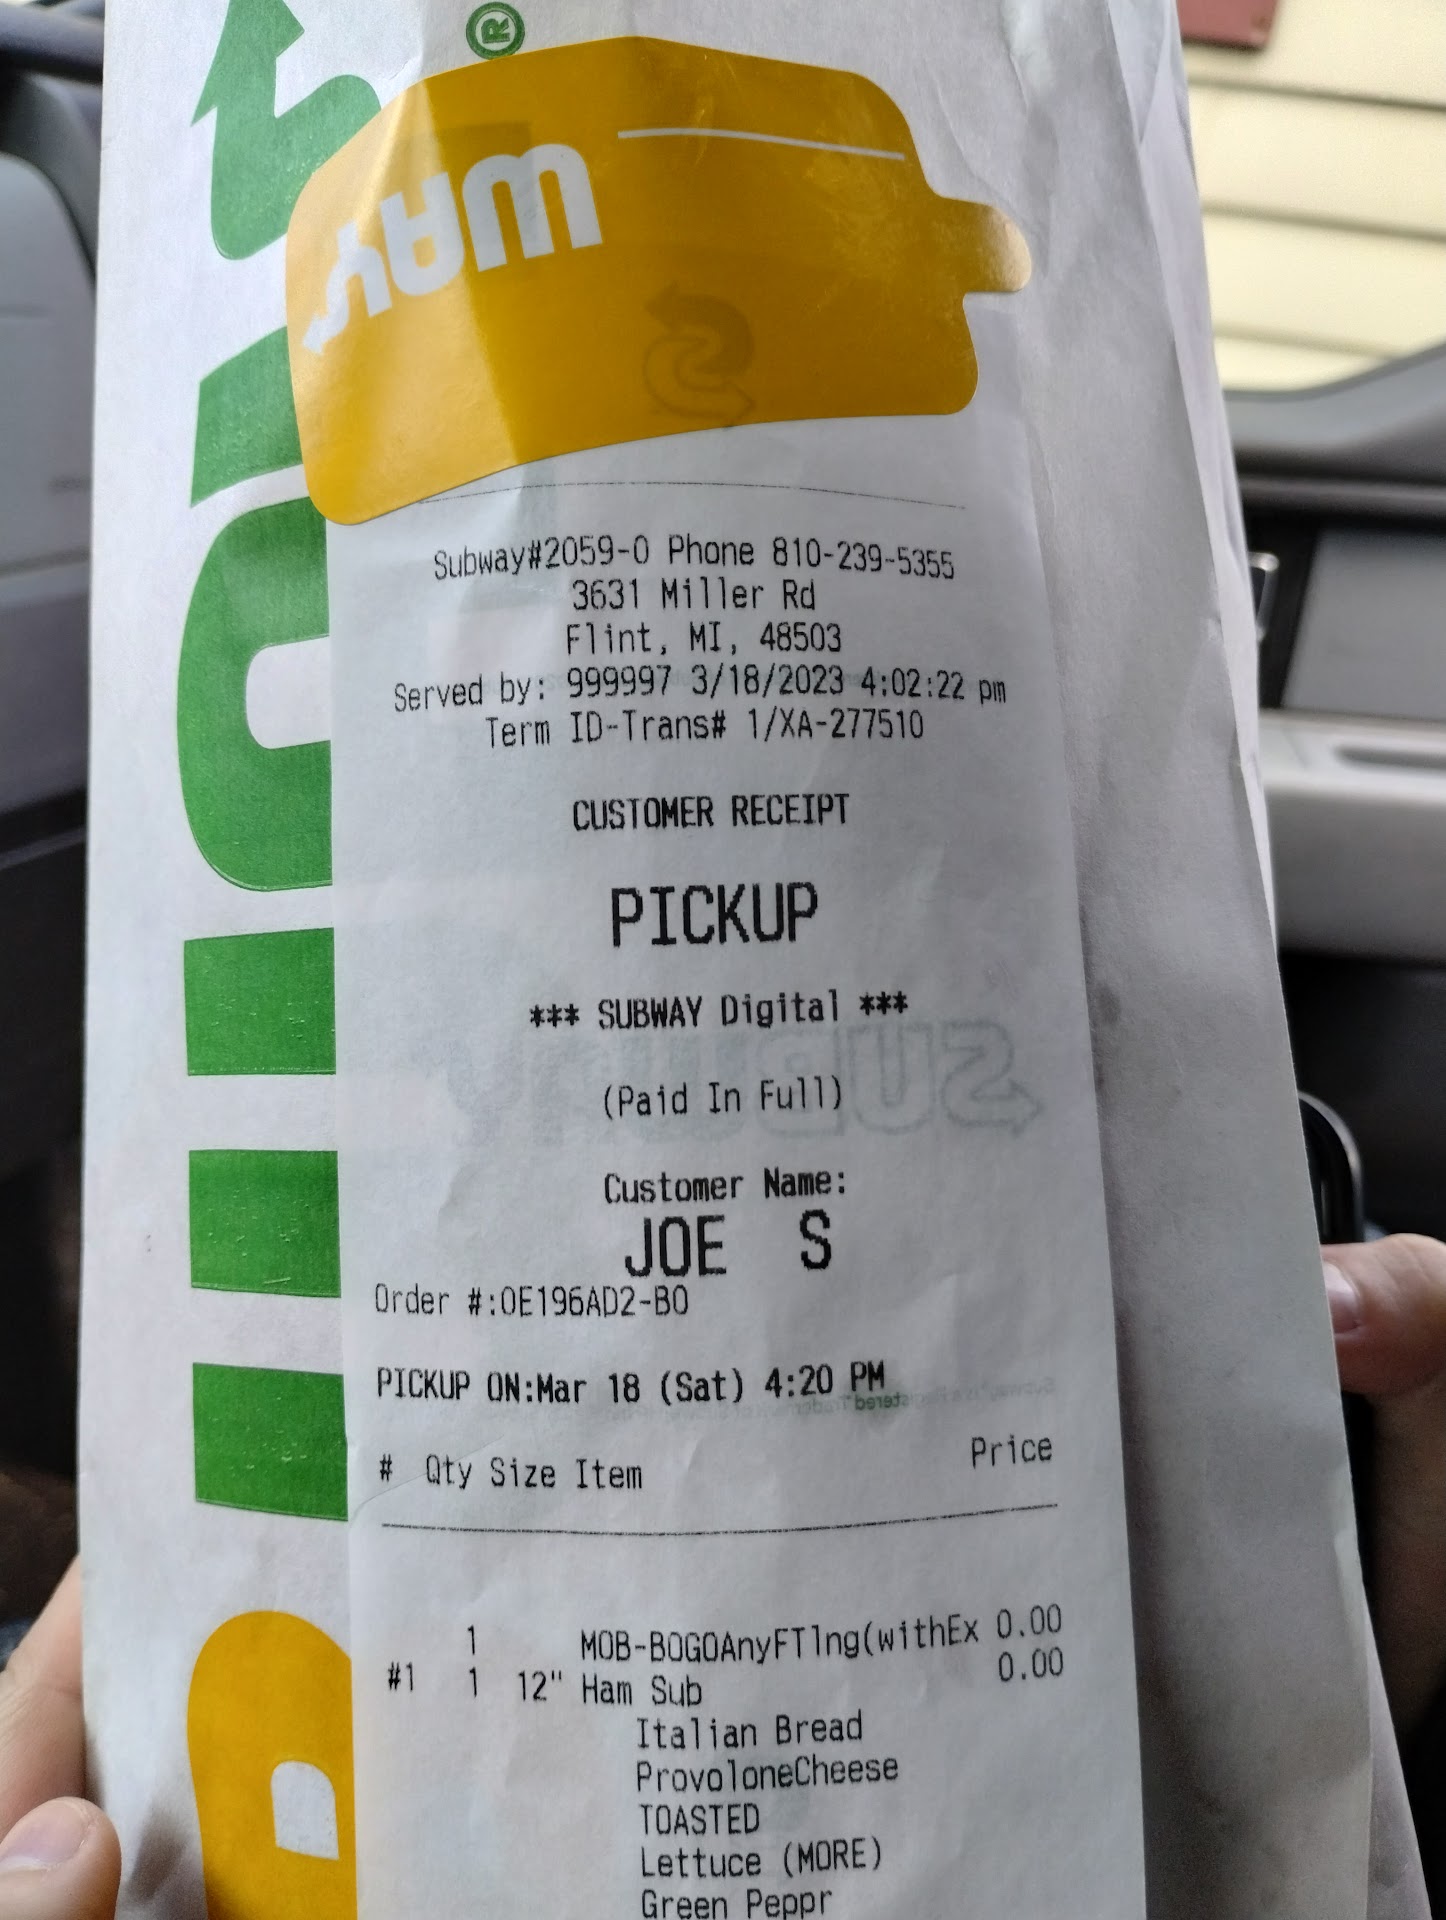 ®
WAY
Subway#2059-0 Phone 810-239-5355
3631 Miller Rd
Flint, MI, 48503
Served by: 999997 3/18/2023 4:02:22 pm
Term ID-Trans# 1/XA-277510
CUSTOMER RECEIPT
PICKUP
*** SUBWAY Digital ***
(Paid In Full)
SUBWAY
Customer Name:
JOE S
Order #:0E196AD2-B0
PICKUP ON:Mar 18 (Sat) 4:20 PM
# Qty Size Item Price
1 MOB-BOGOAnyFTlng(withEx 0.00
#1 1 12" Ham Sub 0.00
Italian Bread
ProvoloneCheese
TOASTED
Lettuce (MORE)
Green Peppr